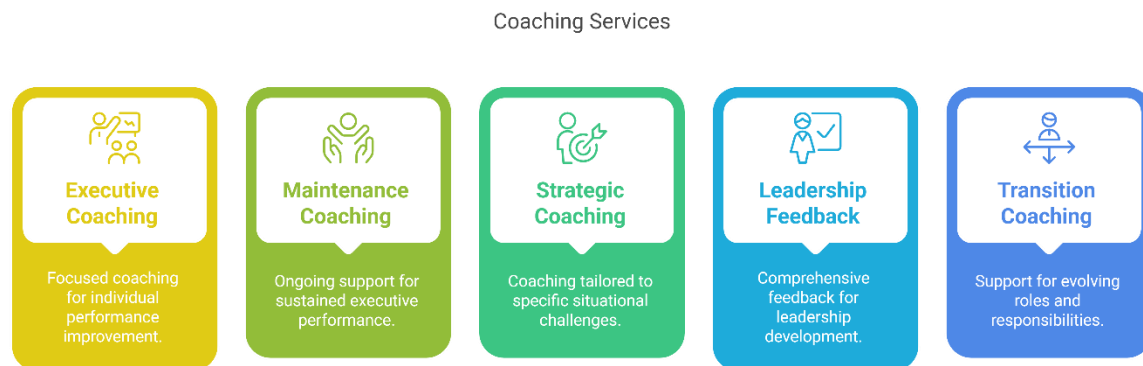 Coaching Services
Executive
Coaching
Focused coaching
for individual
performance
improvement.
Maintenance
Coaching
Ongoing support for
sustained executive
performance.
Strategic
Coaching
Coaching tailored to
specific situational
challenges.
Leadership
Feedback
Comprehensive
feedback for
leadership
development.
Transition
Coaching
Support for evolving
roles and
responsibilities.